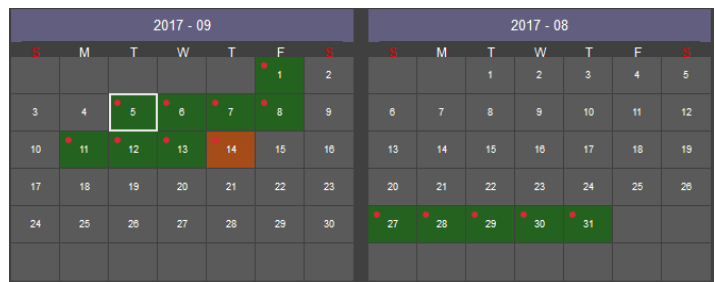 2017 - 09
S M T W T F S
1 2
3 4 5 6 7 8 9
10 11 12 13 14 15 16
17 18 19 20 21 22 23
24 25 26 27 28 29 30
2017 - 08
S M T W T F S
1 2 3 4 5
6 7 8 9 10 11 12
13 14 15 16 17 18 19
20 21 22 23 24 25 26
27 28 29 30 31